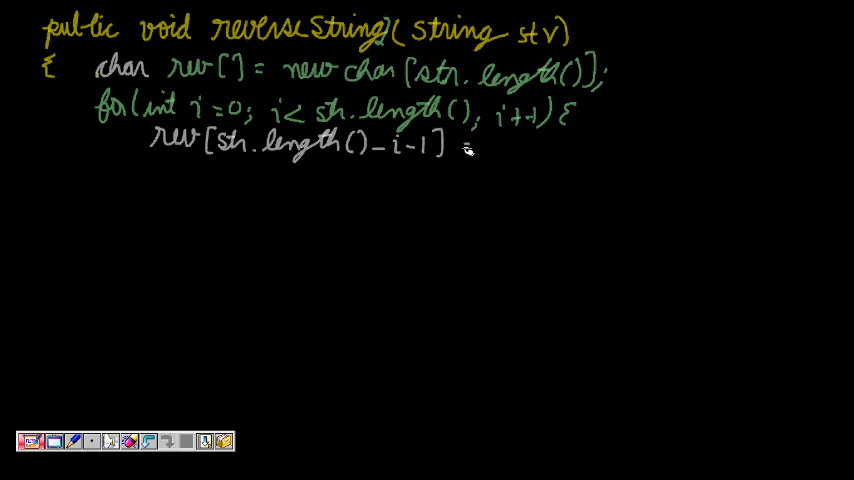 public void reverseString2( String str)
{ char rev[] = new char[str.length()];
for(int i=0; i< str.length(); i++) {
rev[str.length()-i-1] =